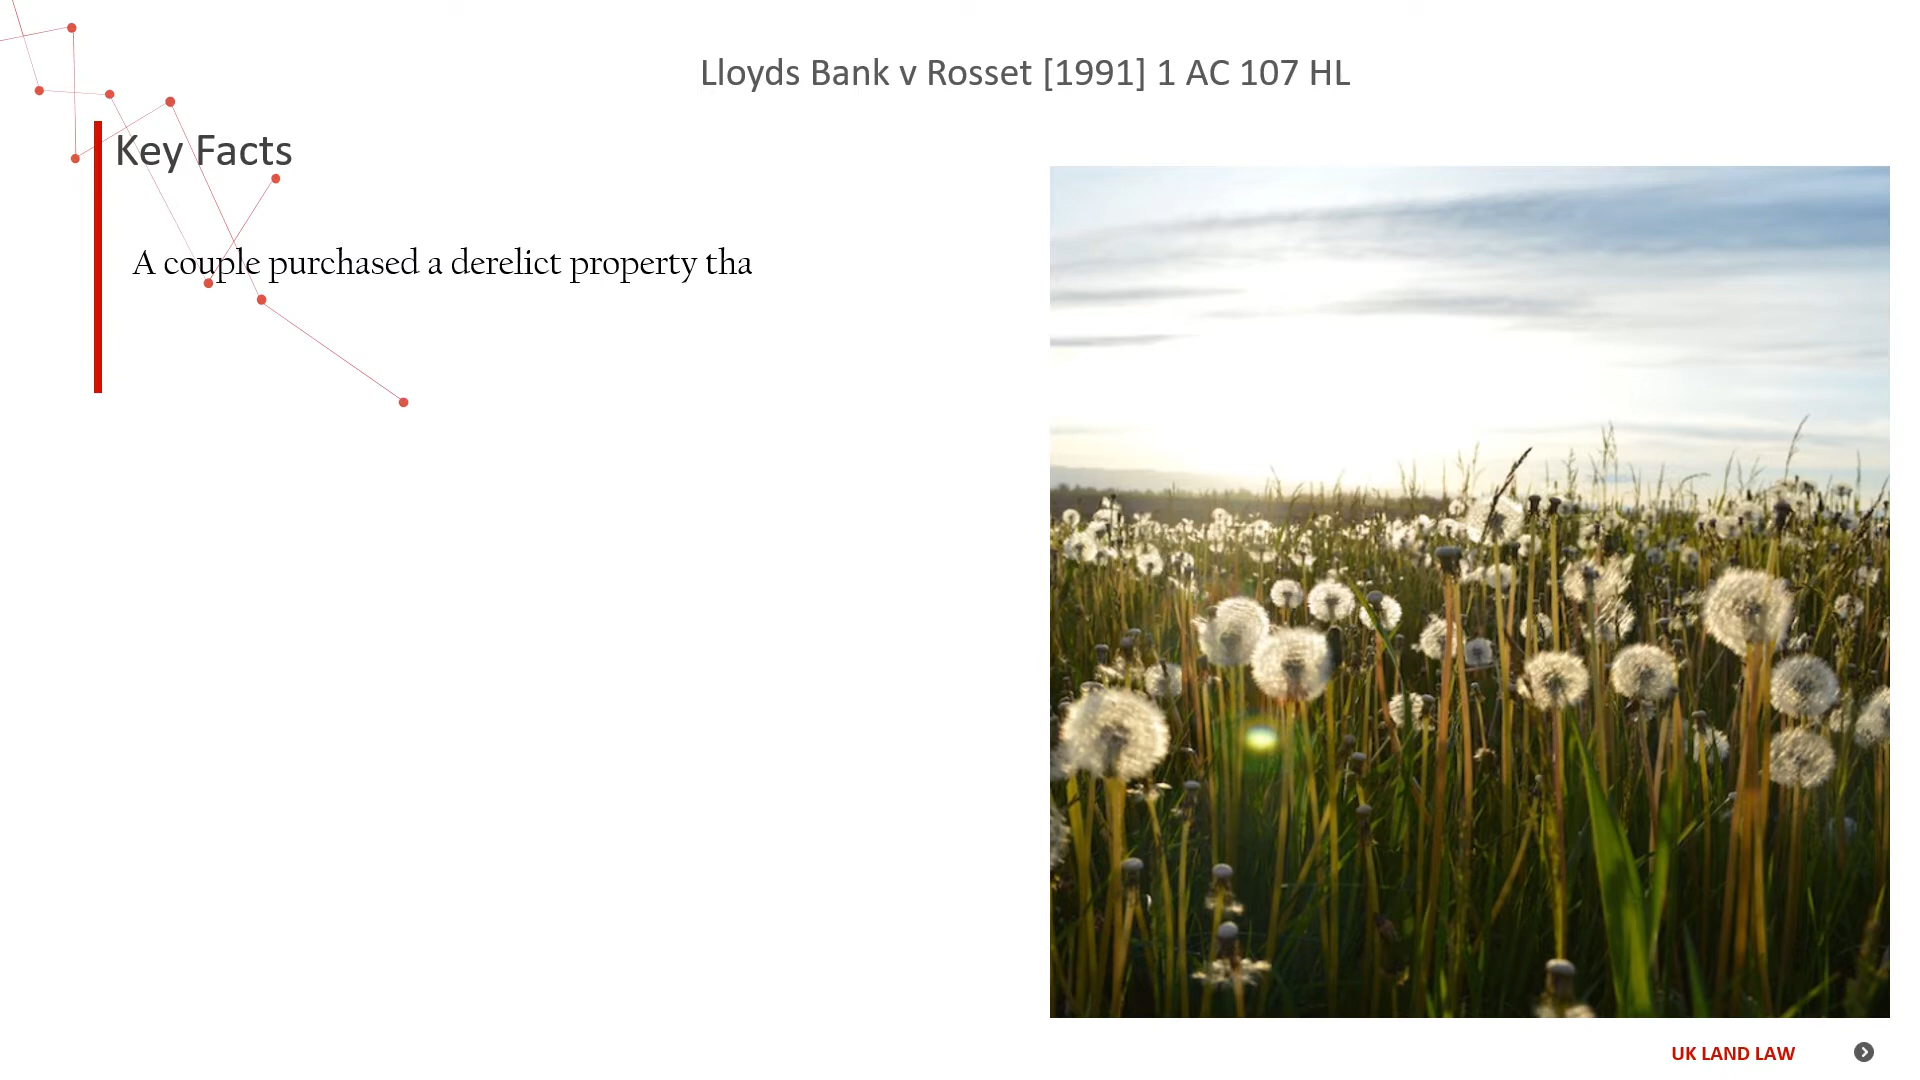 Lloyds Bank v Rosset [1991] 1 AC 107 HL
Key Facts
A couple purchased a derelict property tha
UK LAND LAW